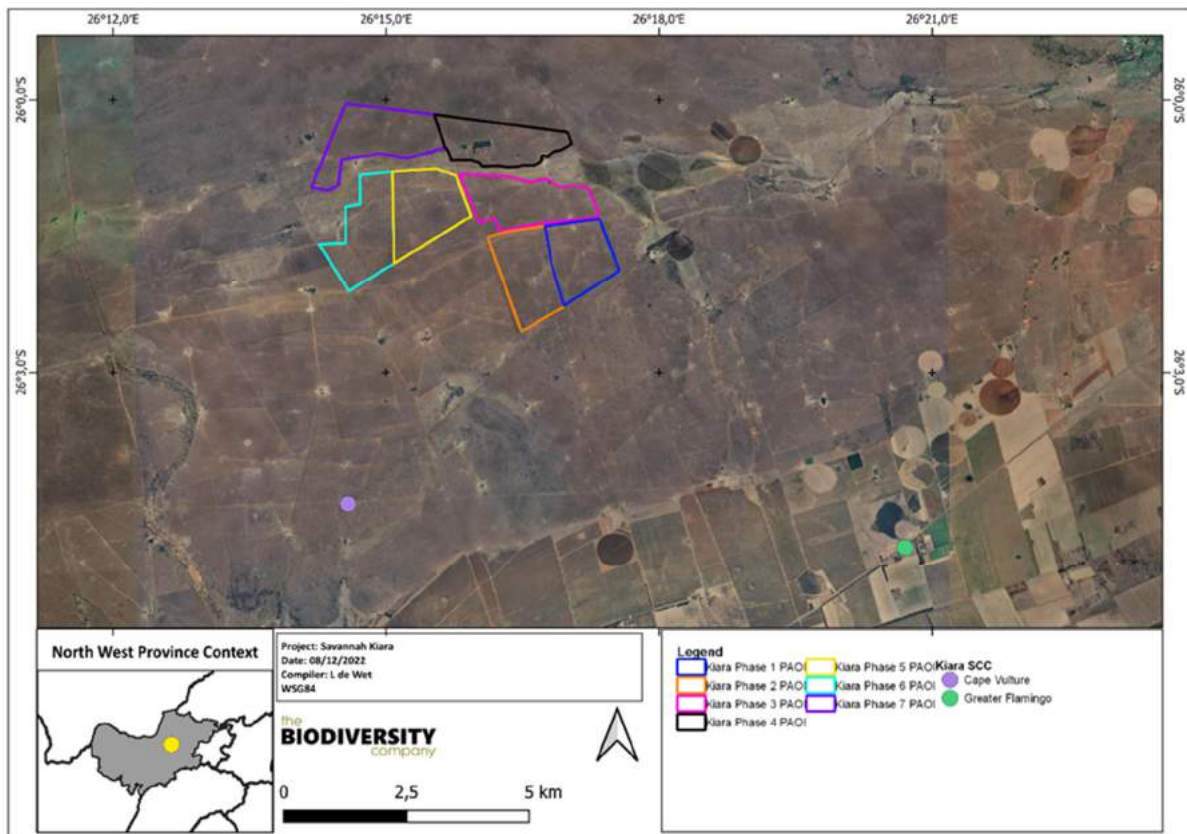 26°12,0'E 26°15,0'E 26°18,0'E 26°21,0'E
26°0,0'S 26°0,0'S
26°3,0'S 26°3,0'S
North West Province Context
Project: Savannah Kiara
Date: 08/12/2022
Compiler: L de Wet
WSG84
the
BIODIVERSITY
company
0 2,5 5 km
Legend
Kiara Phase 1 PAOI
Kiara Phase 2 PAOI
Kiara Phase 3 PAOI
Kiara Phase 4 PAOI
Kiara Phase 5 PAOI
Kiara Phase 6 PAOI
Kiara Phase 7 PAOI
Kiara SCC
Cape Vulture
Greater Flamingo